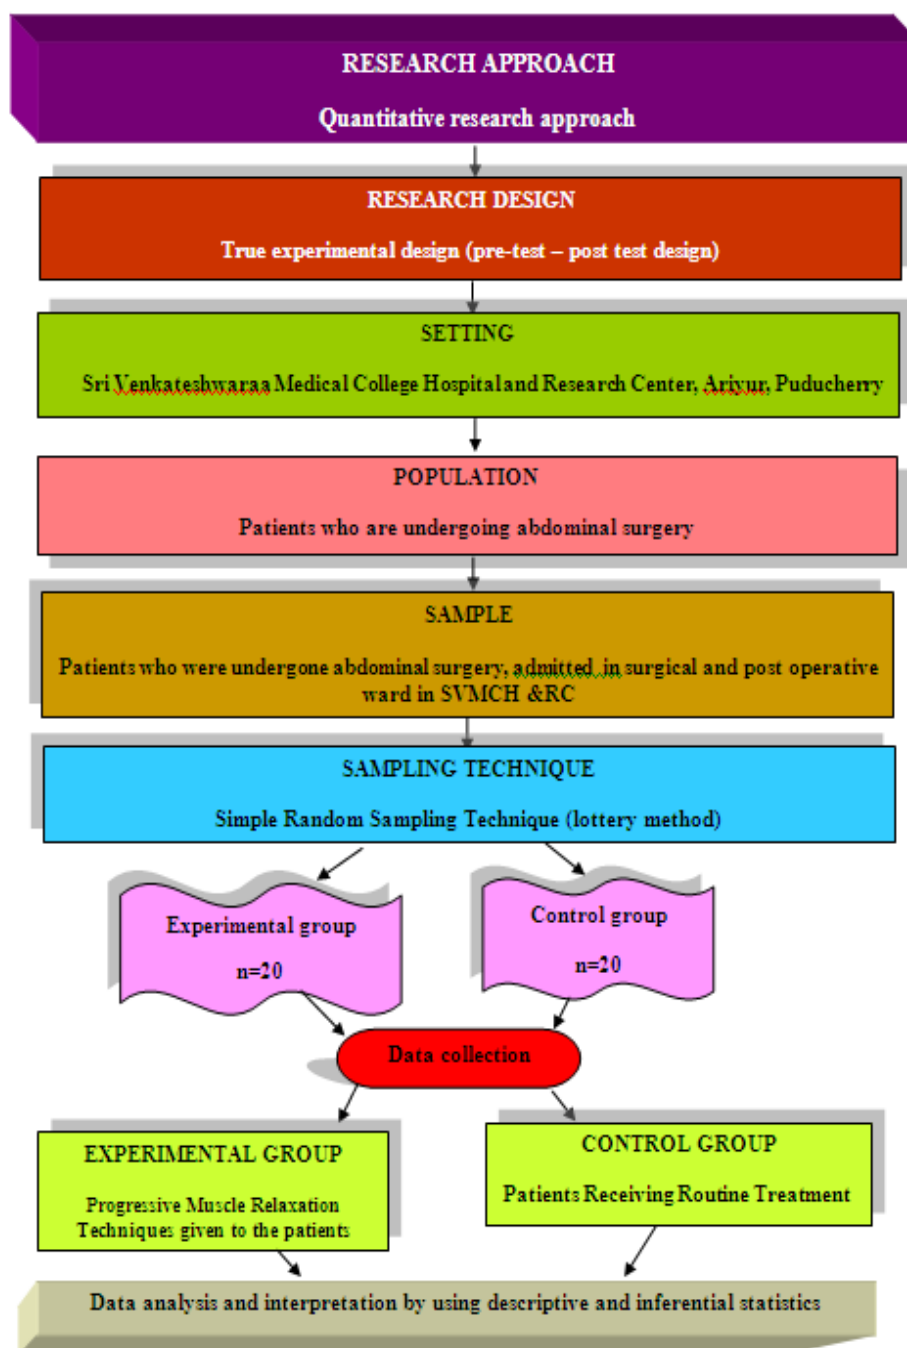 RESEARCH APPROACH
Quantitative research approach
RESEARCH DESIGN
True experimental design (pre-test – post test design)
SETTING
Sri Venkateshwaraa Medical College Hospital and Research Center, Ariyur, Puducherry
POPULATION
Patients who are undergoing abdominal surgery
SAMPLE
Patients who were undergone abdominal surgery, admitted in surgical and post operative
ward in SVMCH &RC
SAMPLING TECHNIQUE
Simple Random Sampling Technique (lottery method)
Experimental group
n=20
Control group
n=20
Data collection
EXPERIMENTAL GROUP
Progressive Muscle Relaxation
Techniques given to the patients
CONTROL GROUP
Patients Receiving Routine Treatment
Data analysis and interpretation by using descriptive and inferential statistics